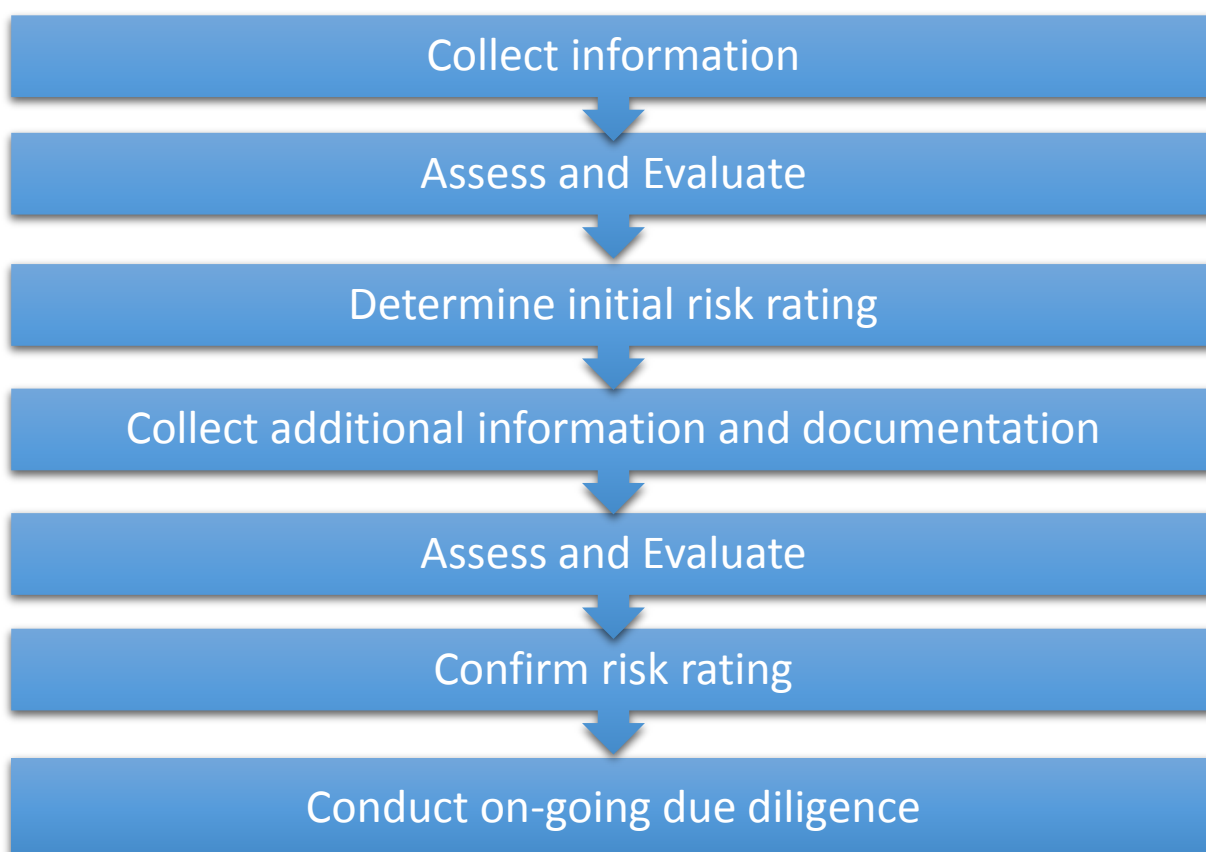 Collect information
Assess and Evaluate
Determine initial risk rating
Collect additional information and documentation
Assess and Evaluate
Confirm risk rating
Conduct on-going due diligence